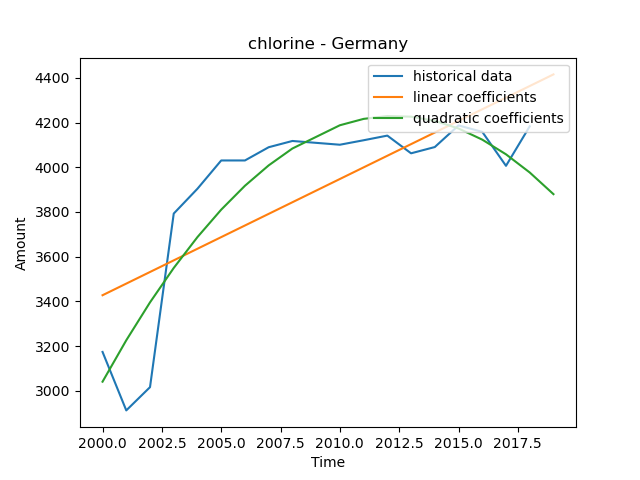 chlorine - Germany
historical data
linear coefficients
quadratic coefficients
Amount
4400
4200
4000
3800
3600
3400
3200
3000
2000.0 2002.5 2005.0 2007.5 2010.0 2012.5 2015.0 2017.5
Time